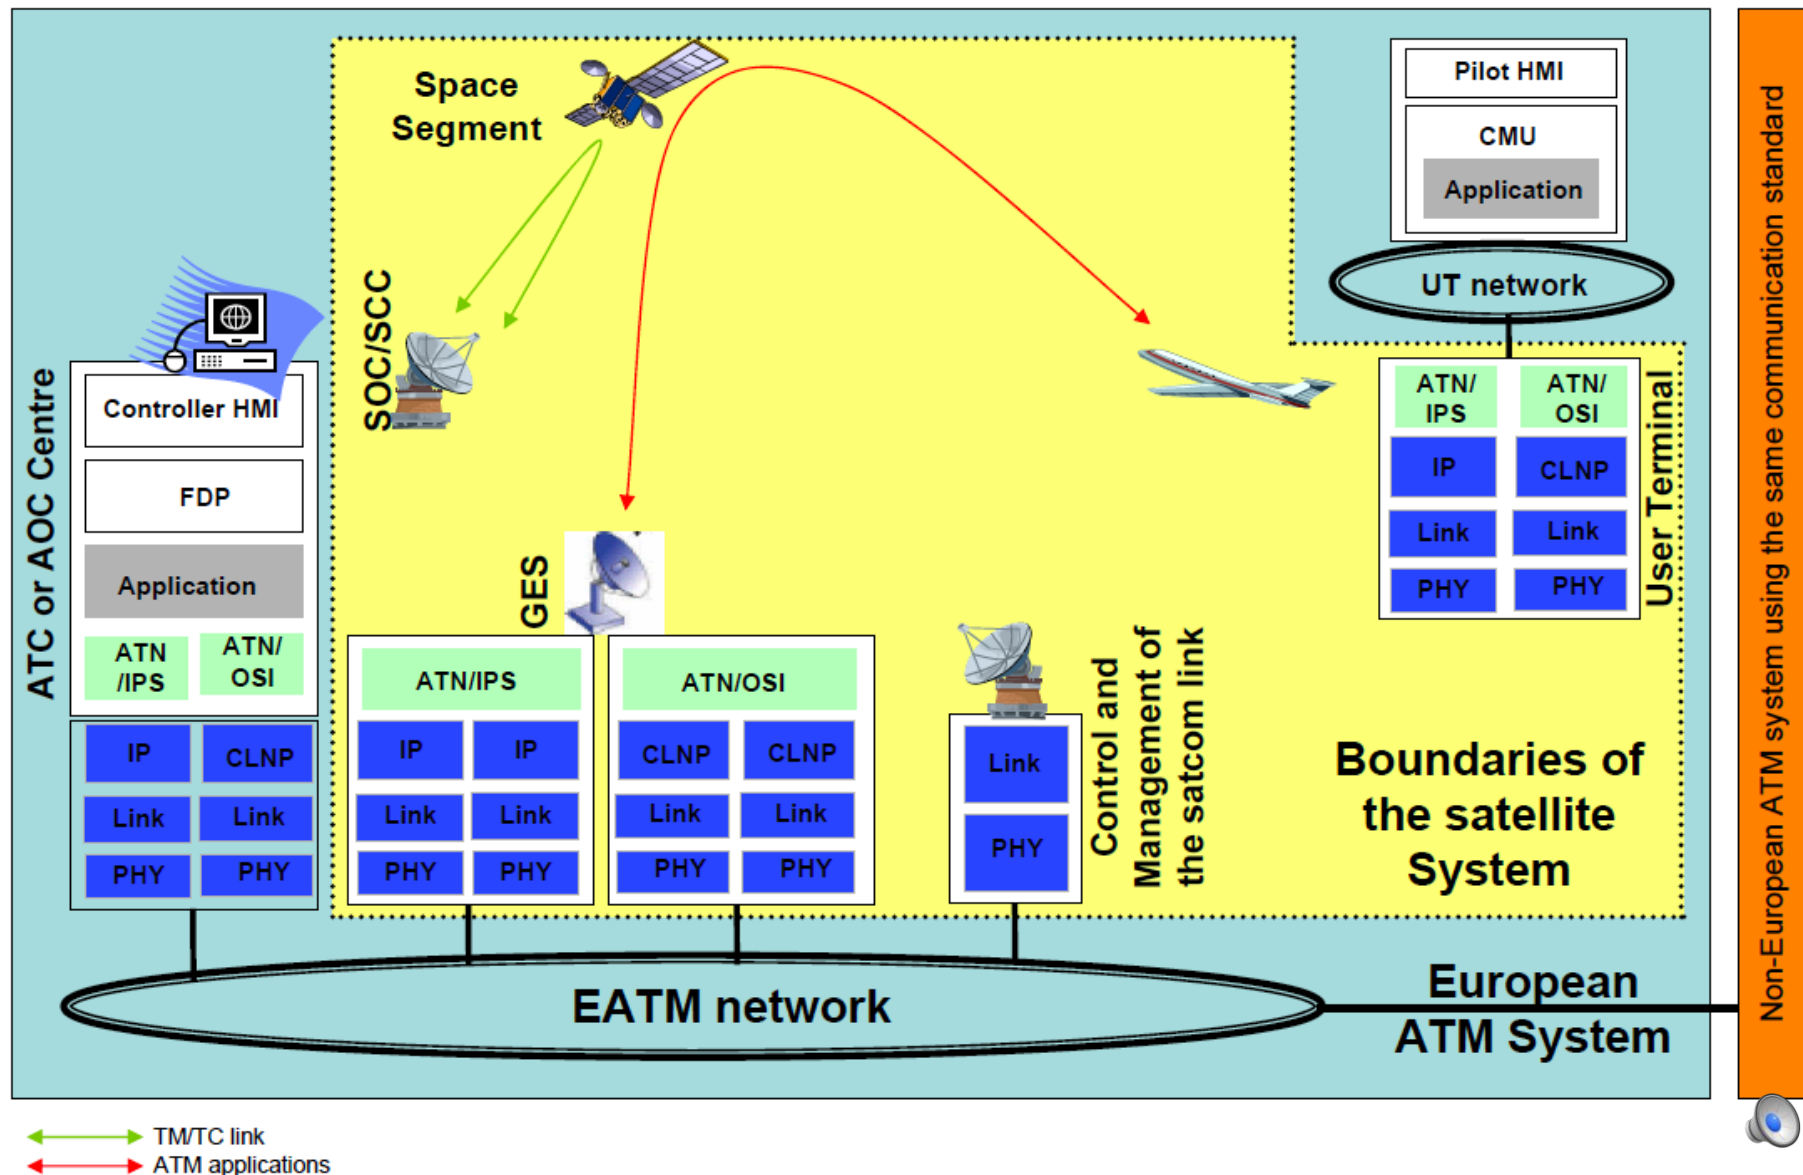 Space
Segment
Pilot HMI
CMU
Application
UT network
SOC/SCC
ATC or AOC Centre
Controller HMI
FDP
Application
ATN
/IPS
ATN/
OSI
IP
CLNP
Link
Link
PHY
PHY
GES
ATN/IPS
IP
IP
Link
Link
PHY
PHY
ATN/OSI
CLNP
CLNP
Link
Link
PHY
PHY
Link
PHY
Control and
Management of
the satcom link
ATN/
IPS
ATN/
OSI
IP
CLNP
Link
Link
PHY
PHY
User Terminal
Boundaries of
the satellite
System
EATM network
European
ATM System
Non-European ATM system using the same communication standard
TM/TC link
ATM applications